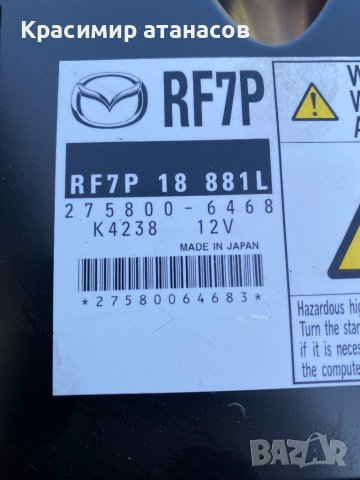 Красимир атанасов
RF7P
RF7P 18 881L
275800-6468
K4238 12V
MADE IN JAPAN
*27580064683*
W
Hazardous hig
Turn the star
if it is neces
the compute
BAZAR